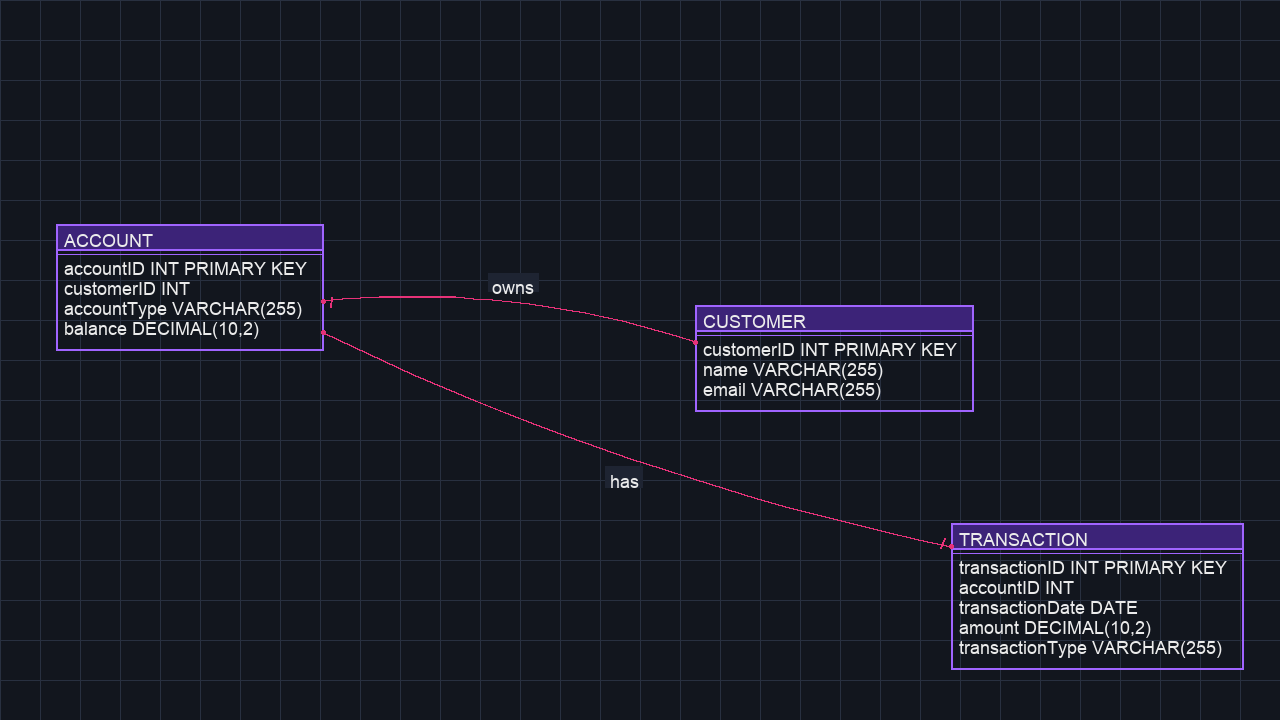 ACCOUNT
accountID INT PRIMARY KEY
customerID INT
accountType VARCHAR(255)
balance DECIMAL(10,2)
owns
CUSTOMER
customerID INT PRIMARY KEY
name VARCHAR(255)
email VARCHAR(255)
has
TRANSACTION
transactionID INT PRIMARY KEY
accountID INT
transactionDate DATE
amount DECIMAL(10,2)
transactionType VARCHAR(255)